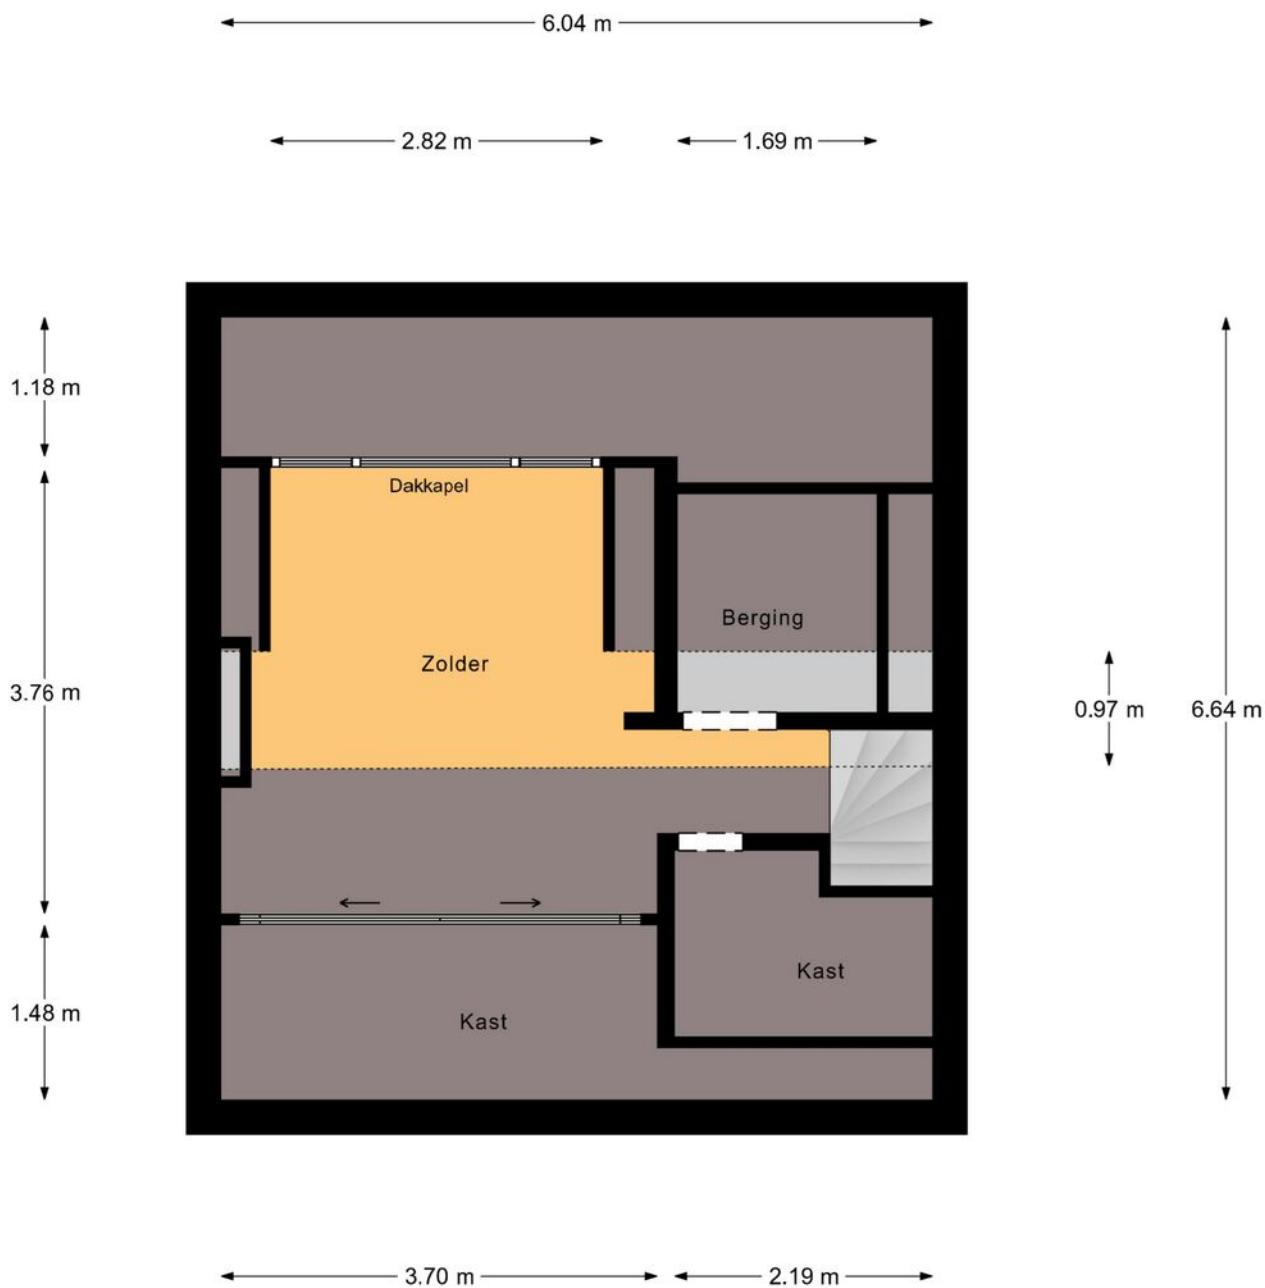 6.04 m
2.82 m
1.69 m
1.18 m
Dakkapel
Berging
Zolder
3.76 m
0.97 m
6.64 m
Kast
1.48 m
Kast
3.70 m
2.19 m